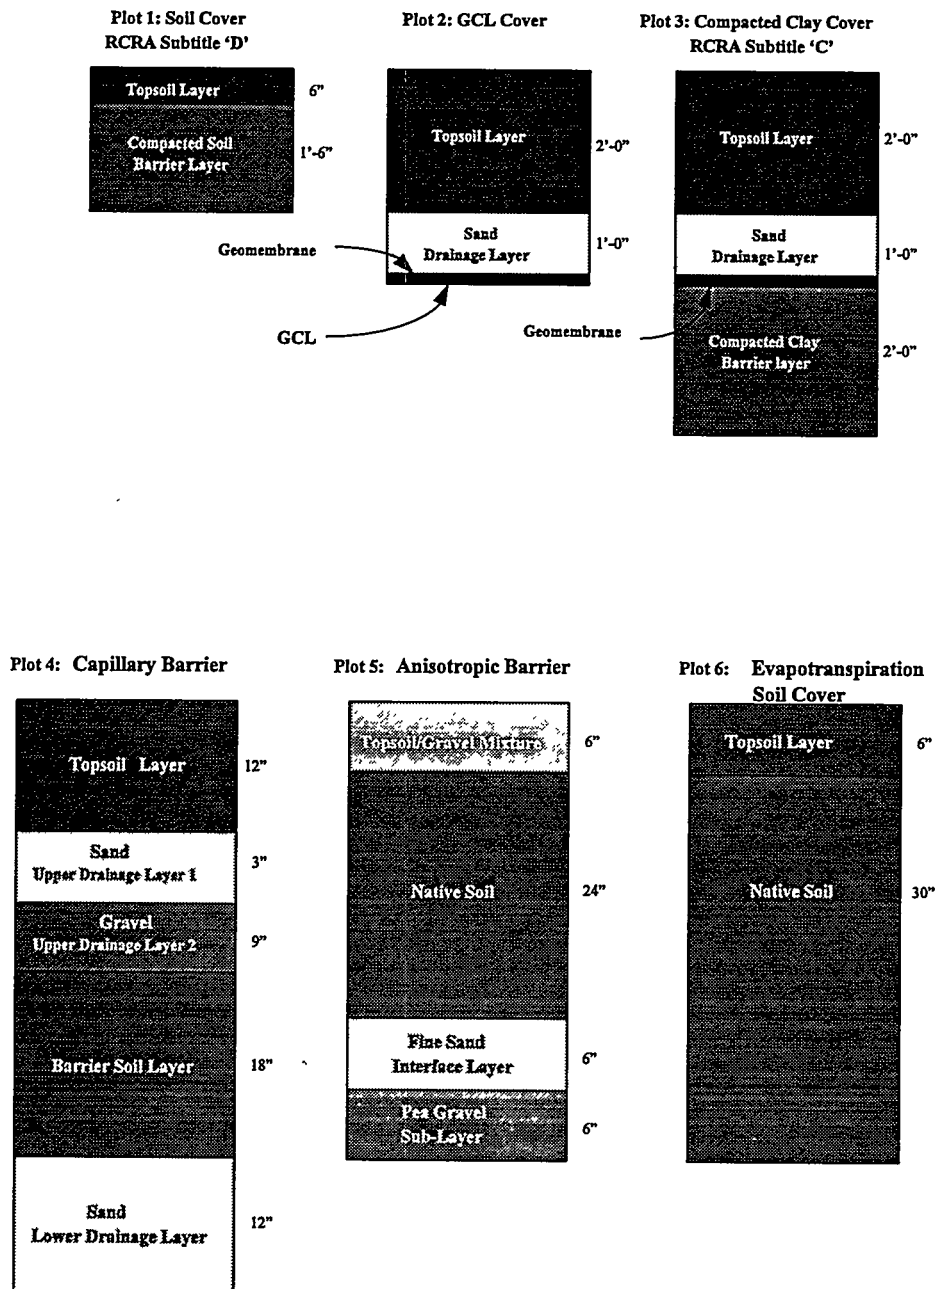 Plot 1: Soil Cover
RCRA Subtitle ‘D’
Topsoil Layer
6”
Compacted Soil
Barrier Layer
1’-6”
Plot 2: GCL Cover
Topsoil Layer
2’-0”
Sand
Drainage Layer
1’-0”
Geomembrane
GCL
Plot 3: Compacted Clay Cover
RCRA Subtitle ‘C’
Topsoil Layer
2’-0”
Sand
Drainage Layer
1’-0”
Geomembrane
Compacted Clay
Barrier layer
2’-0”
Plot 4: Capillary Barrier
Topsoil Layer
12”
Sand
Upper Drainage Layer 1
3”
Gravel
Upper Drainage Layer 2
9”
Barrier Soil Layer
18”
Sand
Lower Drainage Layer
12”
Plot 5: Anisotropic Barrier
Topsoil/Gravel Mixture
6”
Native Soil
24”
Fine Sand
Interface Layer
6”
Pea Gravel
Sub-Layer
6”
Plot 6: Evapotranspiration
Soil Cover
Topsoil Layer
6”
Native Soil
30”